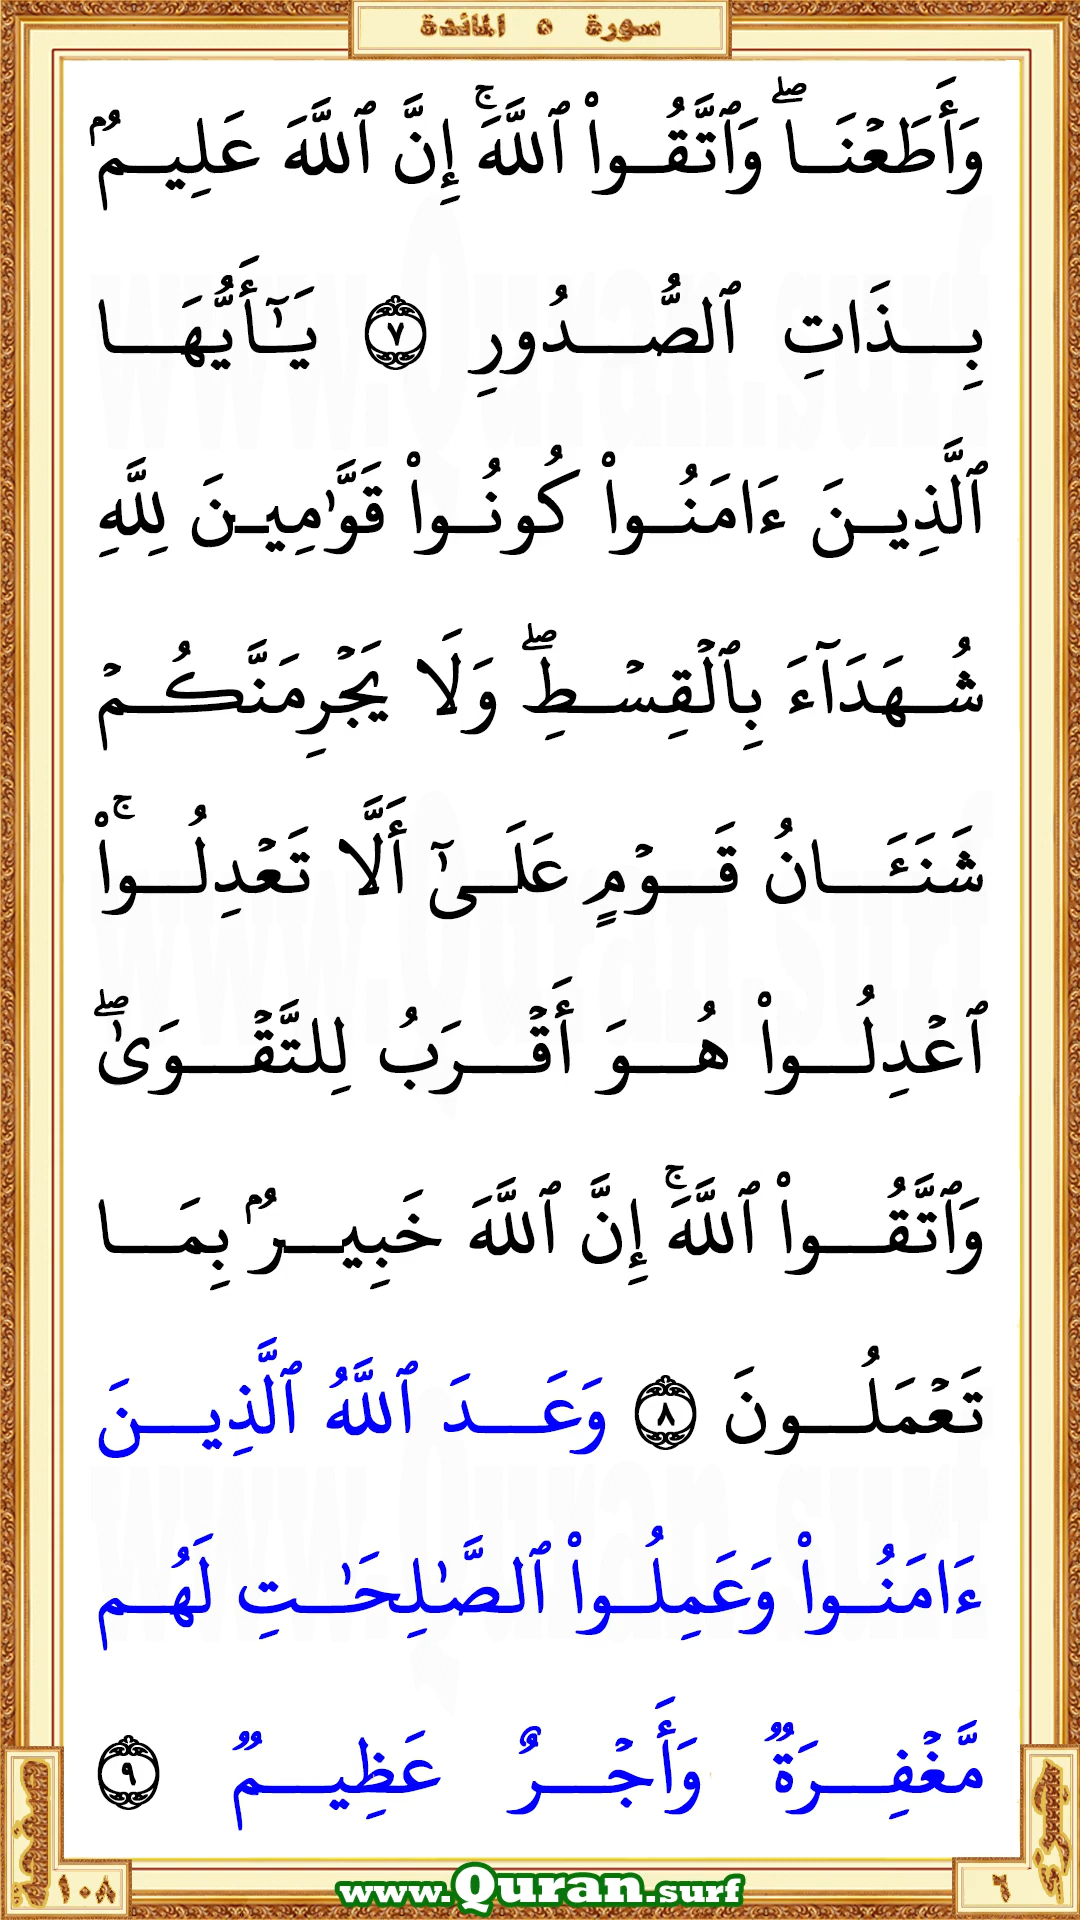 سورة ٥ المائدة
وَأَطَعۡنَاۖ وَٱتَّقُواْ ٱللَّهَۚ إِنَّ ٱللَّهَ عَلِيمُۢ
بِذَاتِ ٱلصُّدُورِ ٧ يَٰٓأَيُّهَا
ٱلَّذِينَ ءَامَنُواْ كُونُواْ قَوَّٰمِينَ لِلَّهِ
شُهَدَآءَ بِٱلۡقِسۡطِۖ وَلَا يَجۡرِمَنَّكُمۡ
شَنَـَٔانُ قَوۡمٍ عَلَىٰٓ أَلَّا تَعۡدِلُواْۚ
ٱعۡدِلُواْ هُوَ أَقۡرَبُ لِلتَّقۡوَىٰۖ
وَٱتَّقُواْ ٱللَّهَۚ إِنَّ ٱللَّهَ خَبِيرُۢ بِمَا
تَعۡمَلُونَ ٨ وَعَدَ ٱللَّهُ ٱلَّذِينَ
ءَامَنُواْ وَعَمِلُواْ ٱلصَّٰلِحَٰتِ لَهُم
مَّغۡفِرَةٞ وَأَجۡرٌ عَظِيمٞ ٩
صفحة ١٠٨
جزء ٦
www.Quran.surf